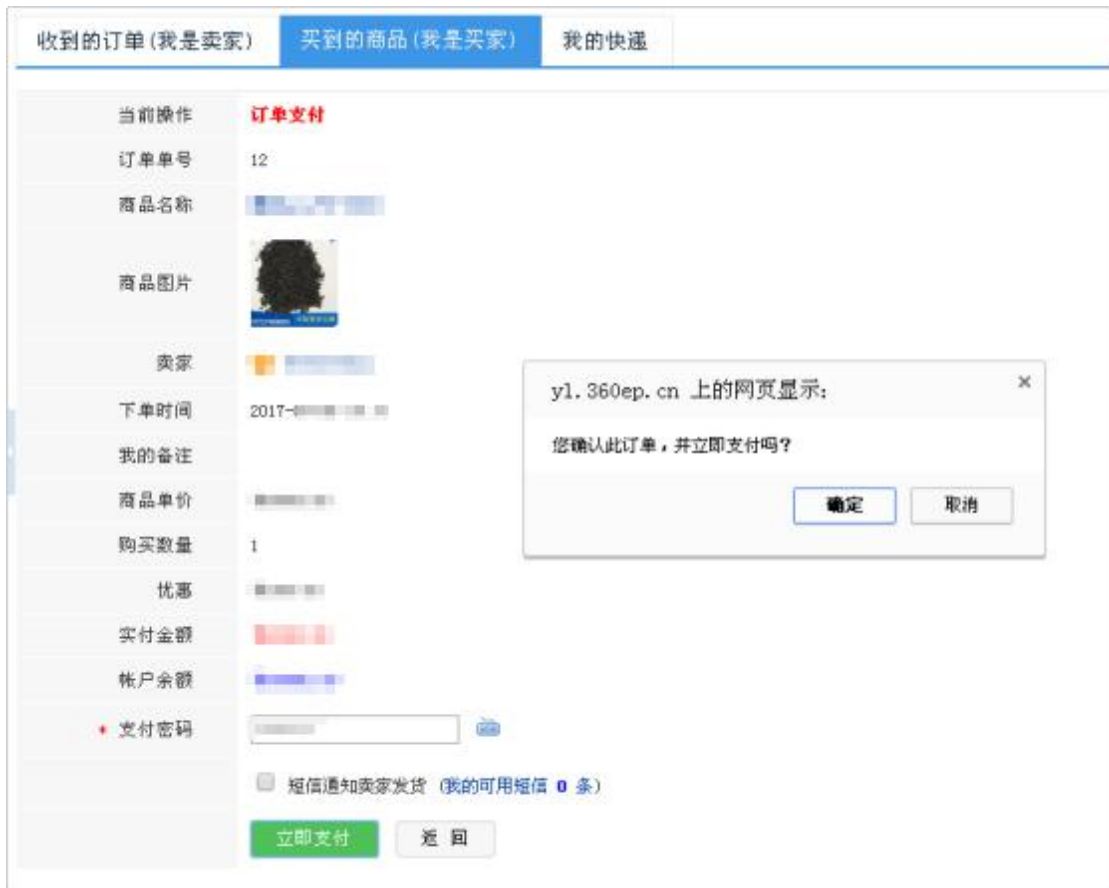 收到的订单(我是卖家)
买到的商品(我是买家)
我的快递
当前操作 订单支付
订单单号 12
商品名称
商品图片
卖家
下单时间 2017-
我的备注
商品单价
购买数量 1
优惠
实付金额
帐户余额
* 支付密码
短信通知卖家发货 (我的可用短信 0 条)
立即支付
返 回
yl.360ep.cn 上的网页显示:
×
您确认此订单，并立即支付吗?
确定
取消